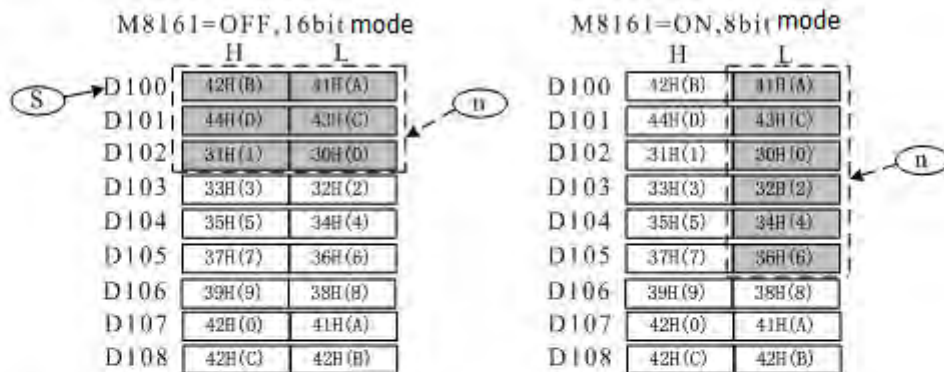 M8161=OFF,16bit mode M8161=ON,8bit mode
H L H L
S D100 42H(B) 41H(A) D100 42H(B) 41H(A)
D101 44H(D) 43H(C) n D101 44H(D) 43H(C)
D102 31H(1) 30H(0) D102 31H(1) 30H(0)
D103 33H(3) 32H(2) D103 33H(3) 32H(2) n
D104 35H(5) 34H(4) D104 35H(5) 34H(4)
D105 37H(7) 36H(6) D105 37H(7) 36H(6)
D106 39H(9) 38H(8) D106 39H(9) 38H(8)
D107 42H(0) 41H(A) D107 42H(0) 41H(A)
D108 42H(C) 42H(B) D108 42H(C) 42H(B)